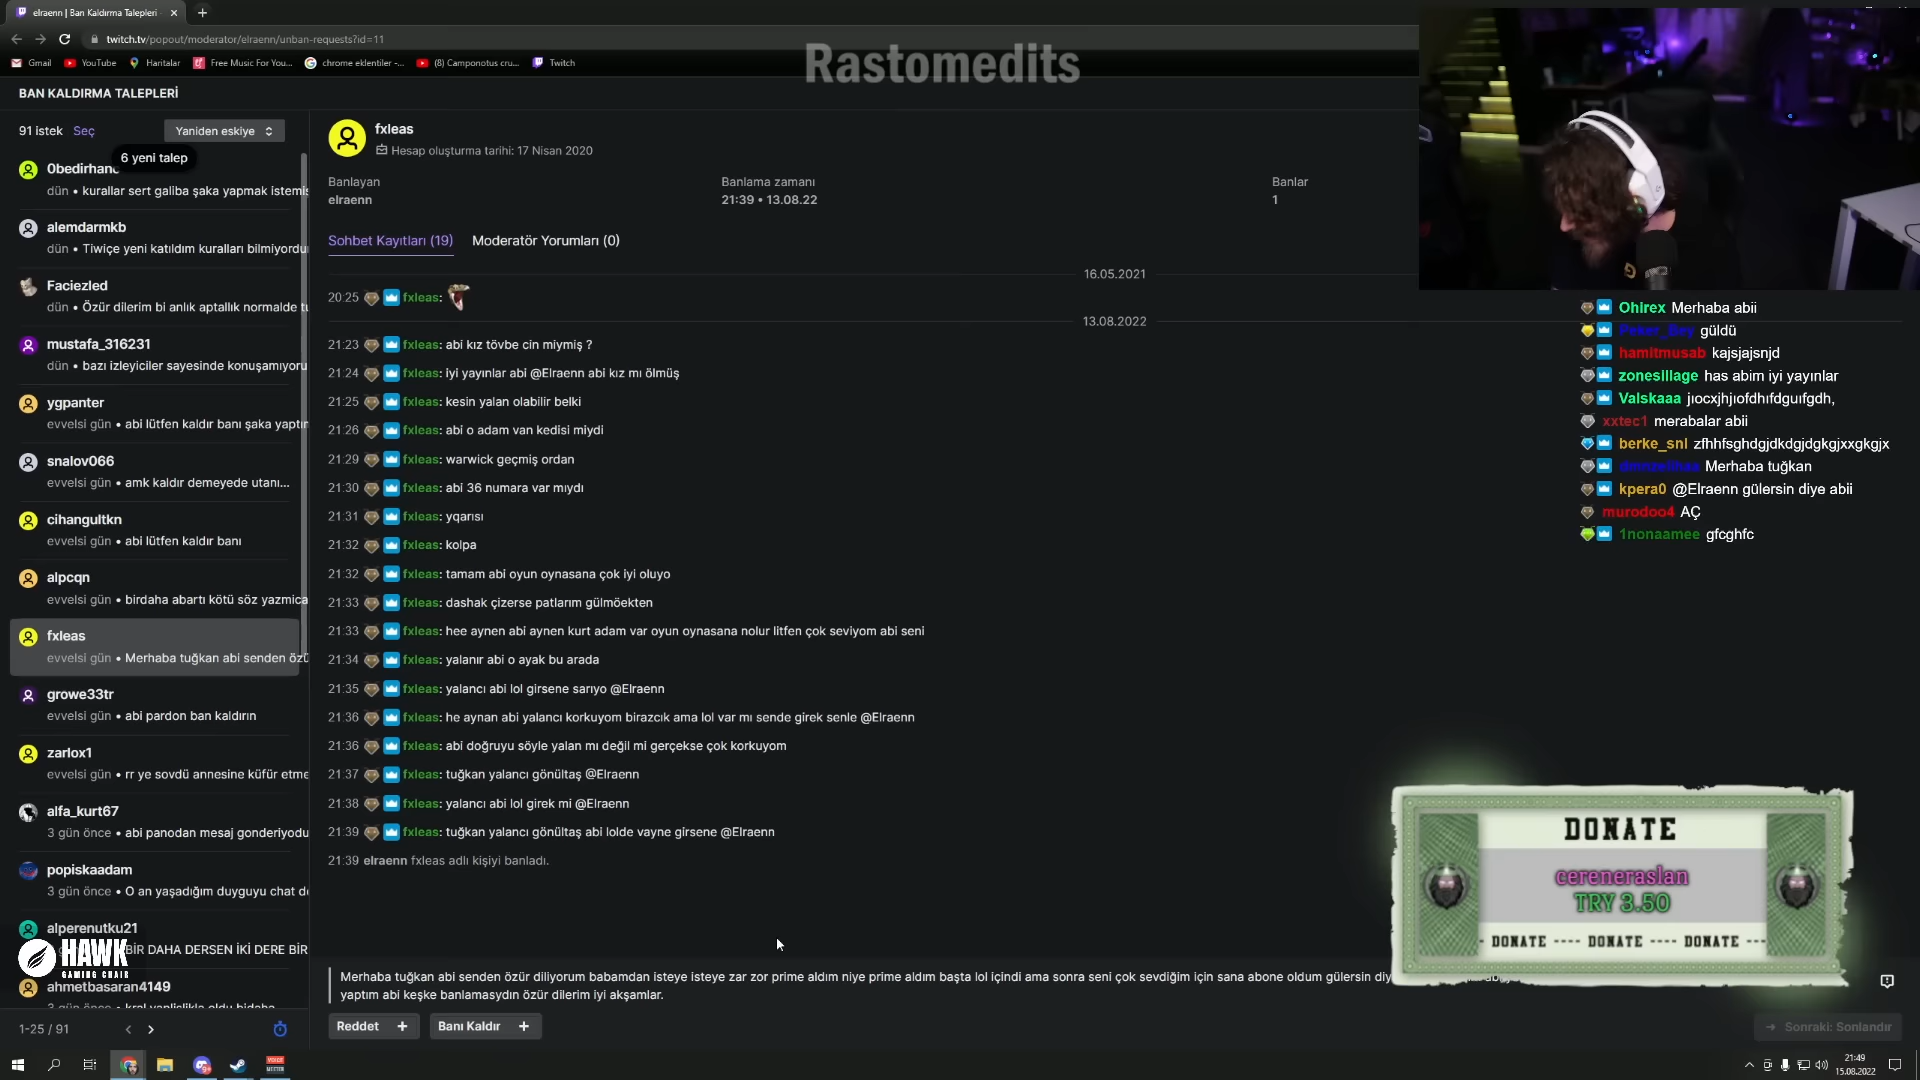 elraenn | Ban Kaldırma Talepleri
twitch.tv/popout/moderator/elraenn/unban-requests?id=11
Gmail
YouTube
Haritalar
Free Music For You...
chrome eklentiler -...
(8) Camponotus cru...
Twitch
Rastomedits
BAN KALDIRMA TALEPLERİ
91 istek Seç
Yaniden eskiye
6 yeni talep
dün • kurallar sert galiba şaka yapmak istemiş
alemdarmkb
dün • Tiwiçe yeni katıldım kuralları bilmiyordu
Faciezled
dün • Özür dilerim bi anlık aptallık normalde
mustafa_316231
dün • bazı izleyiciler sayesinde konuşamıyoru
ygpanter
evvelsi gün • abi lütfen kaldır banı şaka yaptı
snalov066
evvelsi gün • amk kaldır demeyede utanı...
cihangultkn
evvelsi gün • abi lütfen kaldır banı
alpcqn
evvelsi gün • birdaha abartı kötü söz yazmica
fxleas
evvelsi gün • Merhaba tuğkan abi senden özü
growe33tr
evvelsi gün • abi pardon ban kaldırın
zarlox1
evvelsi gün • rr ye sovdü annesine küfür etme
alfa_kurt67
3 gün önce • abi panodan mesaj gonderiyodu
popiskaadam
3 gün önce • O an yaşadığım duyguyu chat
alperenutku21
BİR DAHA DERSEN İKİ DERE BİR
HAWK
GAMING CHAIR
ahmetbasaran4149
1-25 / 91
fxleas
Hesap oluşturma tarihi: 17 Nisan 2020
Banlayan
elraenn
Banlama zamanı
21:39 • 13.08.22
Banlar
1
Sohbet Kayıtları (19)
Moderatör Yorumları (0)
16.05.2021
20:25 fxleas:
13.08.2022
21:23 fxleas: abi kız tövbe cin miymiş ?
21:24 fxleas: iyi yayınlar abi @Elraenn abi kız mı ölmüş
21:25 fxleas: kesin yalan olabilir belki
21:26 fxleas: abi o adam van kedisi miydi
21:29 fxleas: warwick geçmiş ordan
21:30 fxleas: abi 36 numara var mıydı
21:31 fxleas: yqarısı
21:32 fxleas: kolpa
21:32 fxleas: tamam abi oyun oynasana çok iyi oluyo
21:33 fxleas: dashak çizerse patlarım gülmöekten
21:33 fxleas: hee aynen abi aynen kurt adam var oyun oynasana nolur litfen çok seviyom abi seni
21:34 fxleas: yalanır abi o ayak bu arada
21:35 fxleas: yalancı abi lol girsene sarıyo @Elraenn
21:36 fxleas: he aynan abi yalancı korkuyom birazcık ama lol var mı sende girek senle @Elraenn
21:36 fxleas: abi doğruyu söyle yalan mı değil mi gerçekse çok korkuyom
21:37 fxleas: tuğkan yalancı gönültaş @Elraenn
21:38 fxleas: yalancı abi lol girek mi @Elraenn
21:39 fxleas: tuğkan yalancı gönültaş abi lolde vayne girsene @Elraenn
21:39 elraenn fxleas adlı kişiyi banladı.
Merhaba tuğkan abi senden özür diliyorum babamdan isteye isteye zar zor prime aldım niye prime aldım başta lol içindi ama sonra seni çok sevdiğim için sana abone oldum gülersin diy
yaptım abi keşke banlamasydın özür dilerim iyi akşamlar.
Reddet +
Banı Kaldır +
Sonraki: Sonlandır
Ohirex Merhaba abii
Peker_Bey güldü
hamitmusab kajsjajsnjd
zonesillage has abim iyi yayınlar
Valskaaa jıocxjhjıofdhıfdguıfgdh,
xxtec1 merabalar abii
berke_snl zfhhfsghdgjdkdgjdgkgjxxgkgjx
Merhaba tuğkan
kpera0 @Elraenn gülersin diye abii
murodoo4 AÇ
1nonaamee gfcghfc
DONATE
cereneraslan
TRY 3.50
- DONATE ---- DONATE ---- DONATE --
VOICE
MEETER
21:49
15.08.2022